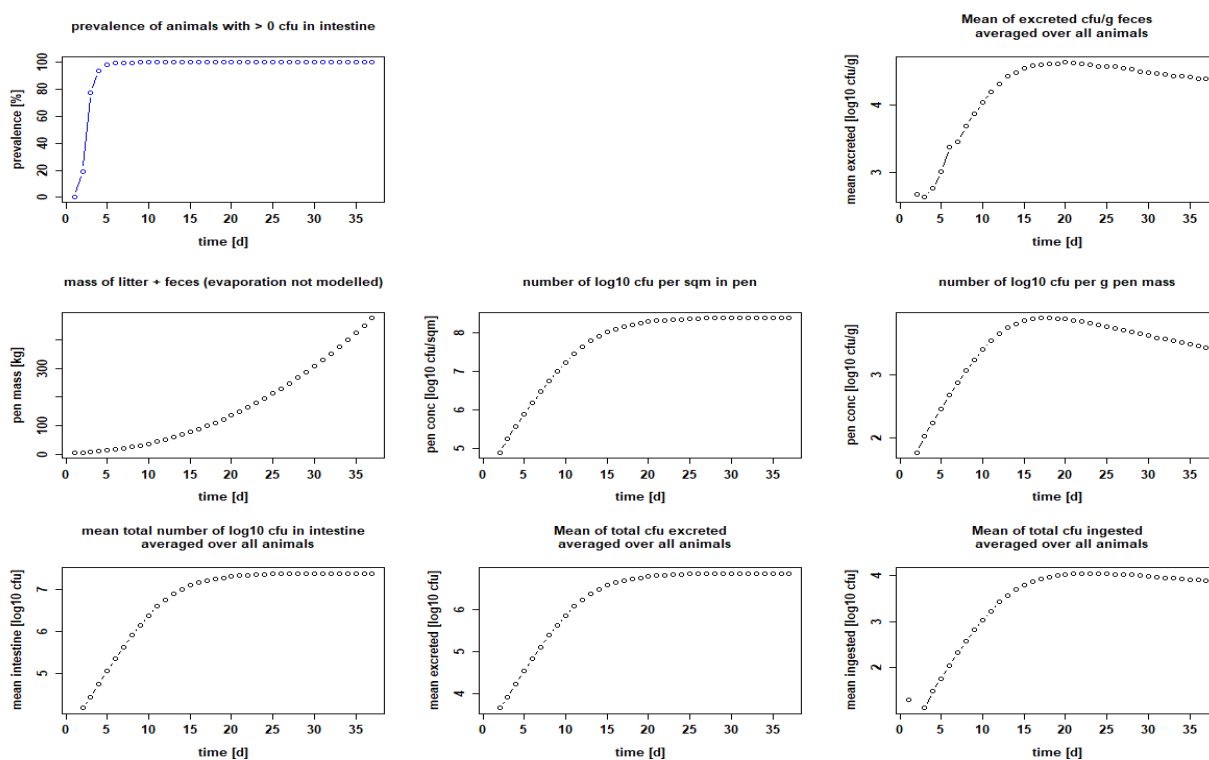 prevalence of animals with > 0 cfu in intestine
prevalence [%]
0 20 40 60 80 100
0 5 10 15 20 25 30 35
time [d]
Mean of excreted cfu/g feces
averaged over all animals
mean excreted [log10 cfu/g]
3 4
0 5 10 15 20 25 30 35
time [d]
mass of litter + feces (evaporation not modelled)
pen mass [kg]
0 100 300
0 5 10 15 20 25 30 35
time [d]
number of log10 cfu per sqm in pen
pen conc [log10 cfu/sqm]
5 6 7 8
0 5 10 15 20 25 30 35
time [d]
number of log10 cfu per g pen mass
pen conc [log10 cfu/g]
2 3
0 5 10 15 20 25 30 35
time [d]
mean total number of log10 cfu in intestine
averaged over all animals
mean intestine [log10 cfu]
5 6 7
0 5 10 15 20 25 30 35
time [d]
Mean of total cfu excreted
averaged over all animals
mean excreted [log10 cfu]
4 5 6
0 5 10 15 20 25 30 35
time [d]
Mean of total cfu ingested
averaged over all animals
mean ingested [log10 cfu]
2 3 4
0 5 10 15 20 25 30 35
time [d]